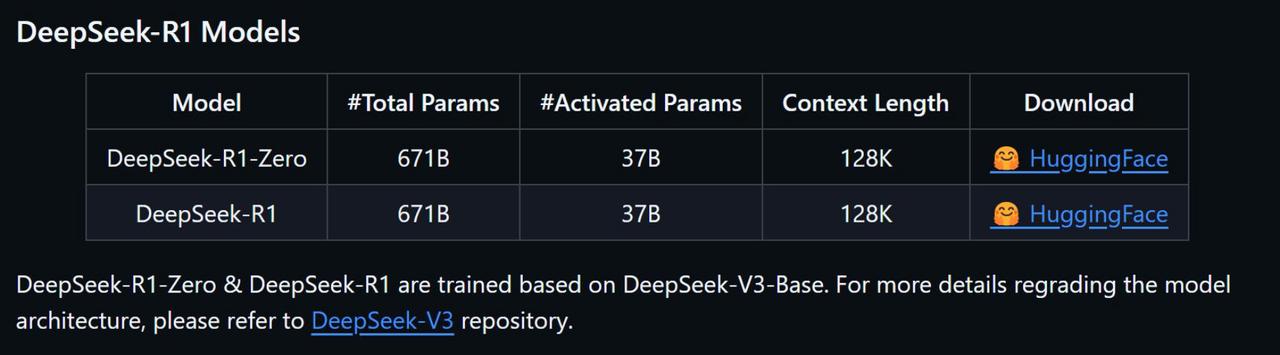 DeepSeek-R1 Models
Model #Total Params #Activated Params Context Length Download
DeepSeek-R1-Zero 671B 37B 128K 🤗 HuggingFace
DeepSeek-R1 671B 37B 128K 🤗 HuggingFace
DeepSeek-R1-Zero & DeepSeek-R1 are trained based on DeepSeek-V3-Base. For more details regrading the model
architecture, please refer to DeepSeek-V3 repository.